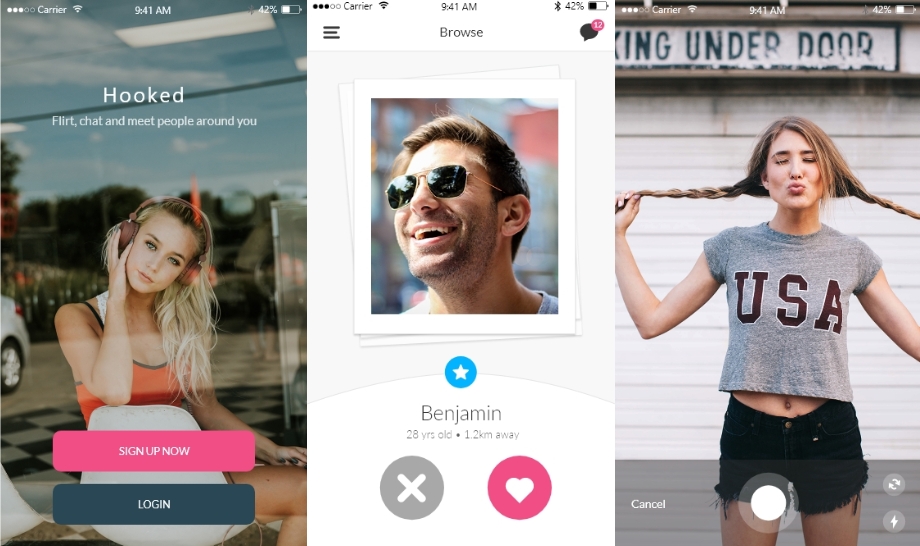 Carrier 9:41 AM 42%
Hooked
Flirt, chat and meet people around you
SIGN UP NOW
LOGIN
Carrier 9:41 AM 42%
Browse
12
Benjamin
28 yrs old • 1.2km away
Carrier 9:41 AM 42%
KING UNDER DOOR
USA
Cancel